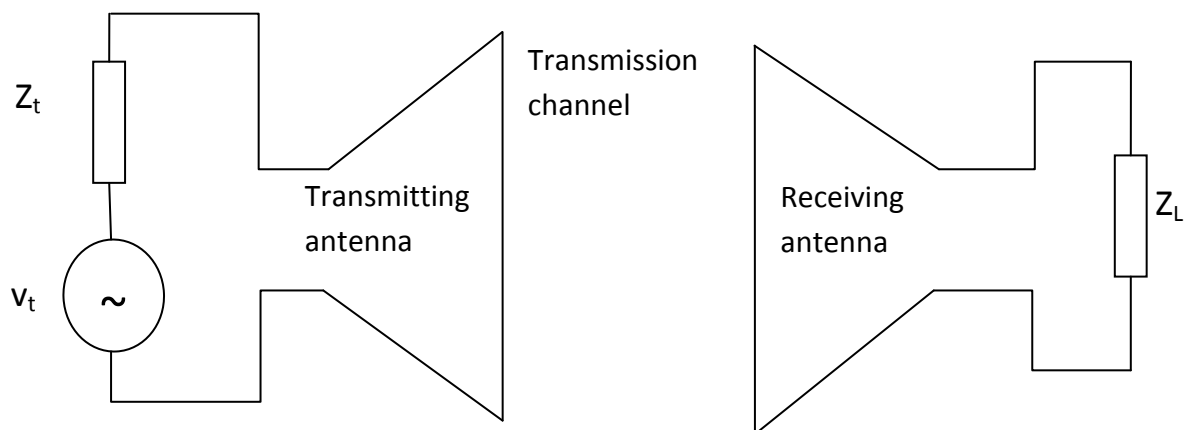 Transmission
channel
Z_t
Transmitting
antenna
Receiving
antenna
Z_L
v_t
~